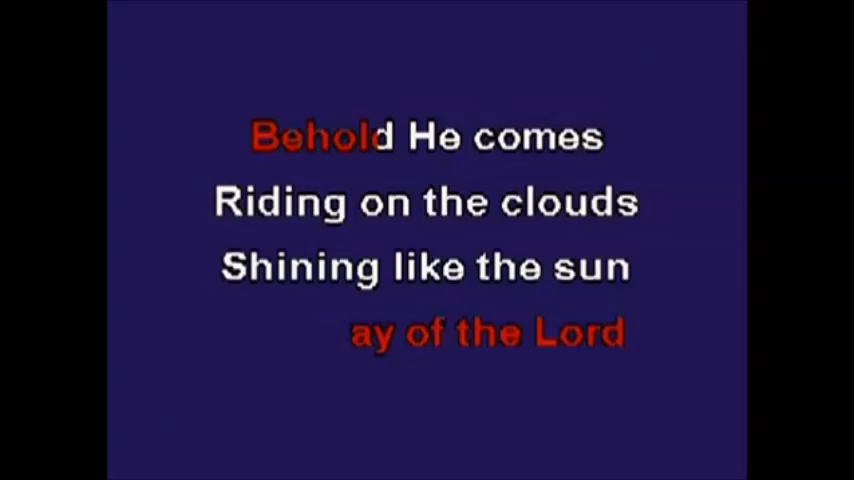 Behold He comes
Riding on the clouds
Shining like the sun
ay of the Lord